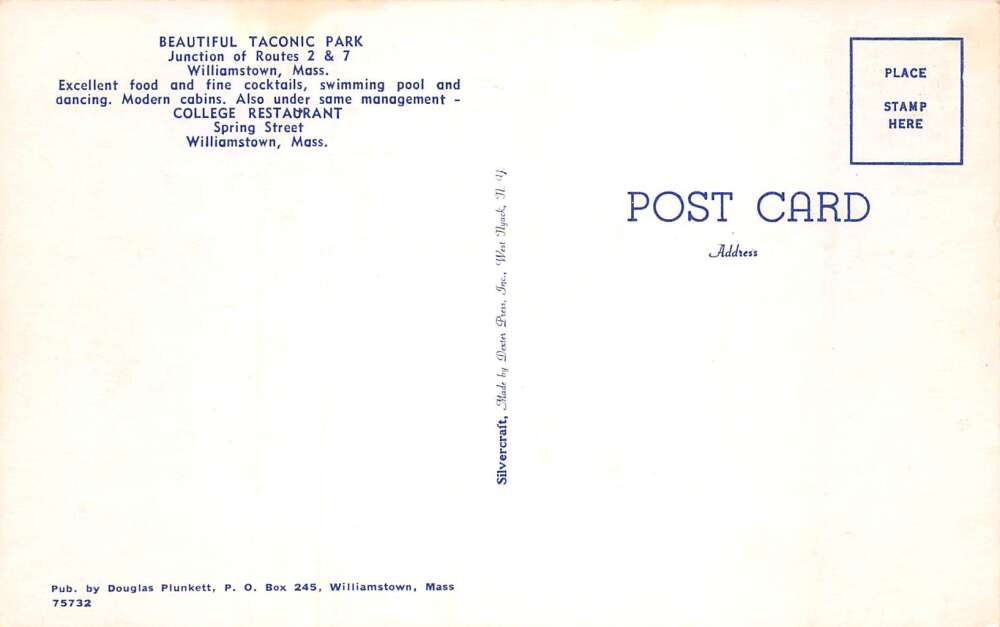 BEAUTIFUL TACONIC PARK
Junction of Routes 2 & 7
Williamstown, Mass.
Excellent food and fine cocktails, swimming pool and
dancing. Modern cabins. Also under same management -
COLLEGE RESTAURANT
Spring Street
Williamstown, Mass.
Pub. by Douglas Plunkett, P. O. Box 245, Williamstown, Mass
75732
Silvercraft, Made by Dexter Press, Inc., West Nyack, N. Y.
PLACE
STAMP
HERE
POST CARD
Address